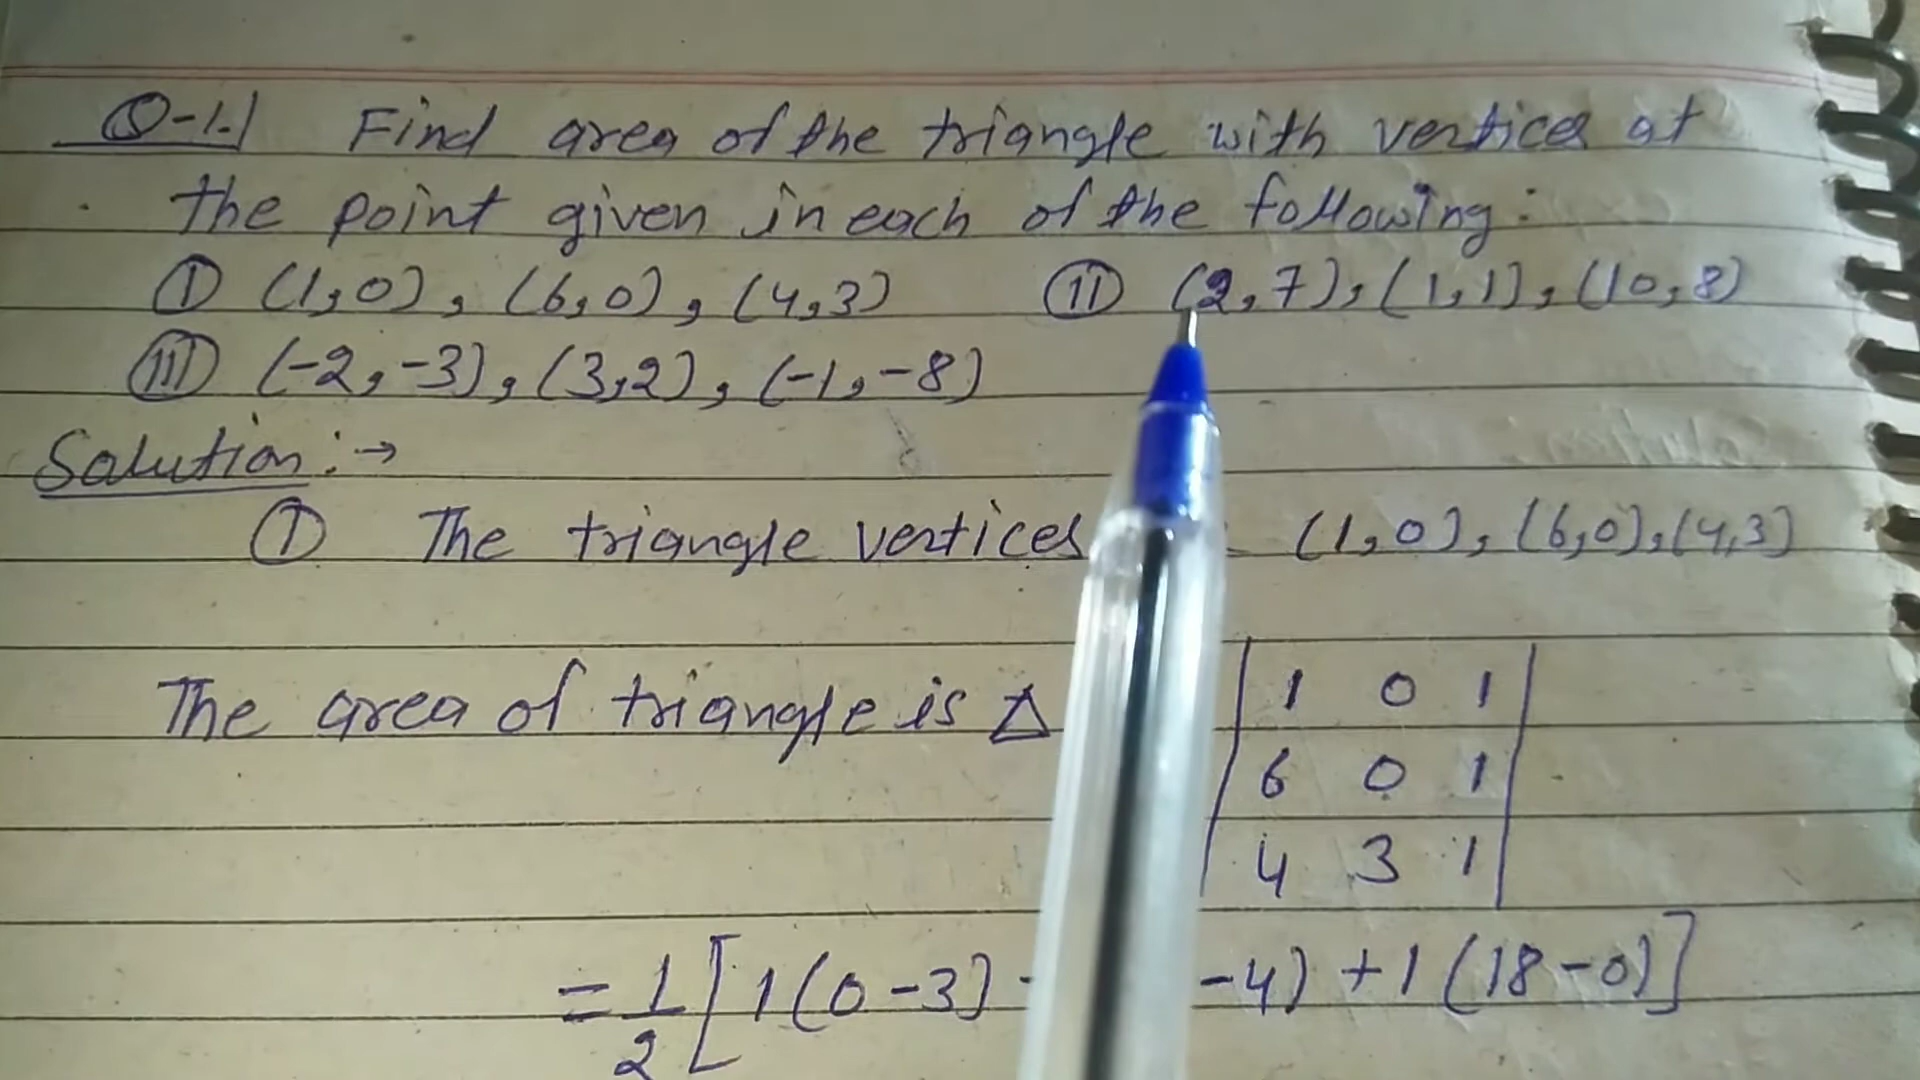 Q-1. Find area of the triangle with vertices at
the point given in each of the following:
(I) (1,0), (6,0), (4,3) (II) (2,7), (1,1), (10,8)
(III) (-2,-3), (3,2), (-1,-8)
Solution:→
(I) The triangle vertices (1,0), (6,0), (4,3)
The area of triangle is Δ
| 1 0 1 |
| 6 0 1 |
| 4 3 1 |
= 1/2 [1(0-3) - -4) + 1(18-0)]